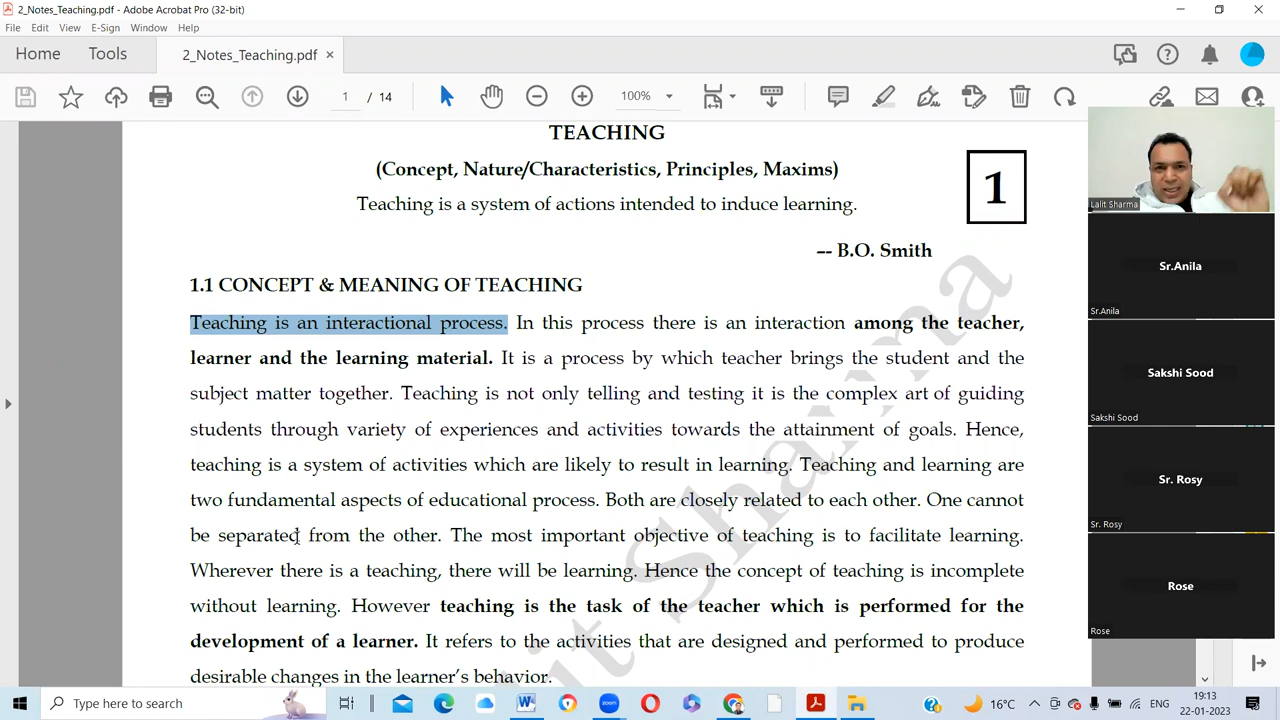 2_Notes_Teaching.pdf - Adobe Acrobat Pro (32-bit)
File Edit View E-Sign Window Help
Home Tools 2_Notes_Teaching.pdf ×
1 / 14 100%
TEACHING
(Concept, Nature/Characteristics, Principles, Maxims)
1
Teaching is a system of actions intended to induce learning.
-- B.O. Smith
1.1 CONCEPT & MEANING OF TEACHING
Teaching is an interactional process. In this process there is an interaction among the teacher,
learner and the learning material. It is a process by which teacher brings the student and the
subject matter together. Teaching is not only telling and testing it is the complex art of guiding
students through variety of experiences and activities towards the attainment of goals. Hence,
teaching is a system of activities which are likely to result in learning. Teaching and learning are
two fundamental aspects of educational process. Both are closely related to each other. One cannot
be separated from the other. The most important objective of teaching is to facilitate learning.
Wherever there is a teaching, there will be learning. Hence the concept of teaching is incomplete
without learning. However teaching is the task of the teacher which is performed for the
development of a learner. It refers to the activities that are designed and performed to produce
desirable changes in the learner's behavior.
it Sharma
Lalit Sharma
Sr.Anila
Sr.Anila
Sakshi Sood
Sakshi Sood
Sr. Rosy
Sr. Rosy
Rose
Rose
Type here to search
16°C
ENG
19:13
22-01-2023